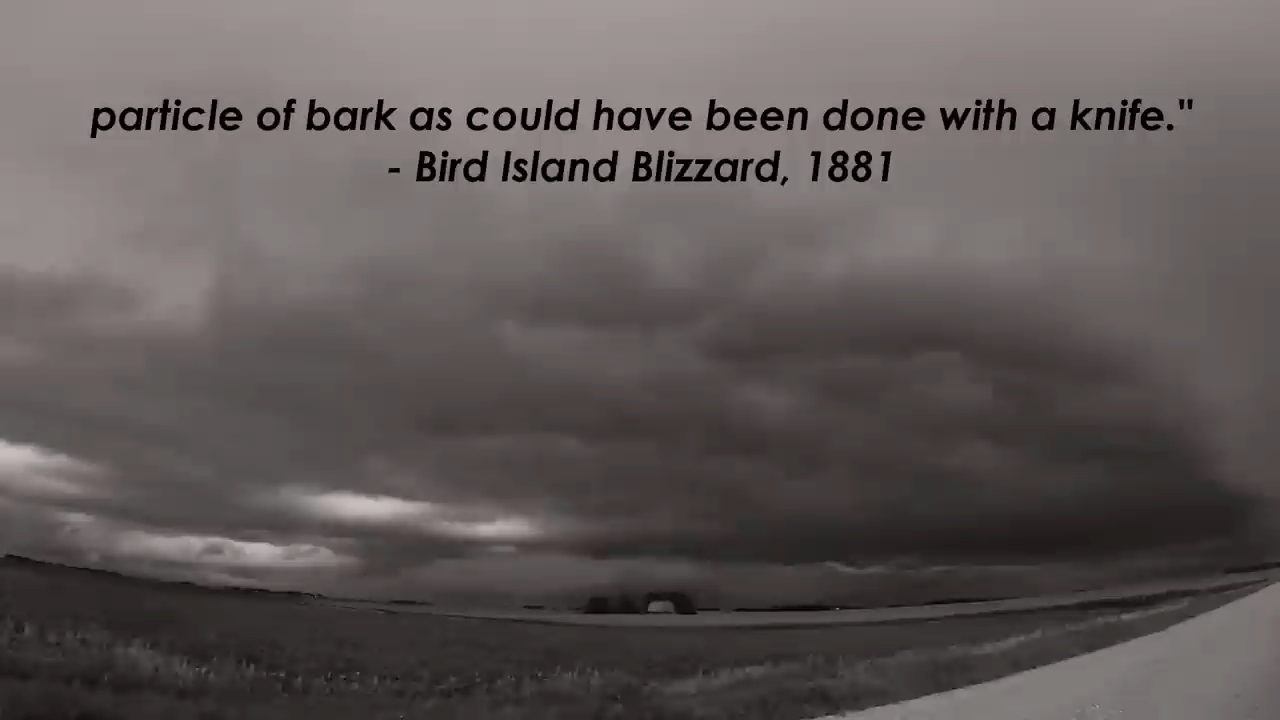 particle of bark as could have been done with a knife."
- Bird Island Blizzard, 1881